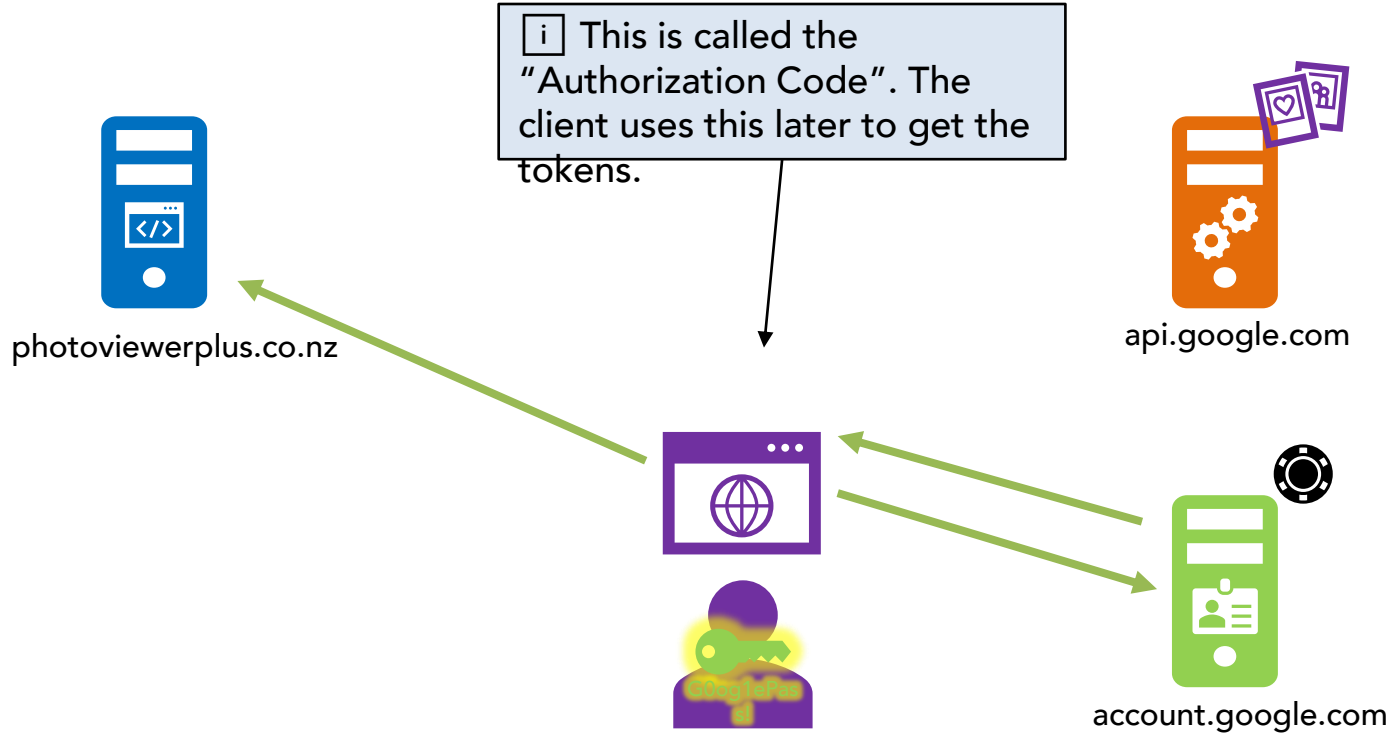 i This is called the
“Authorization Code”. The
client uses this later to get the
tokens.
</>
photoviewerplus.co.nz
api.google.com
G0og1ePas
s!
account.google.com